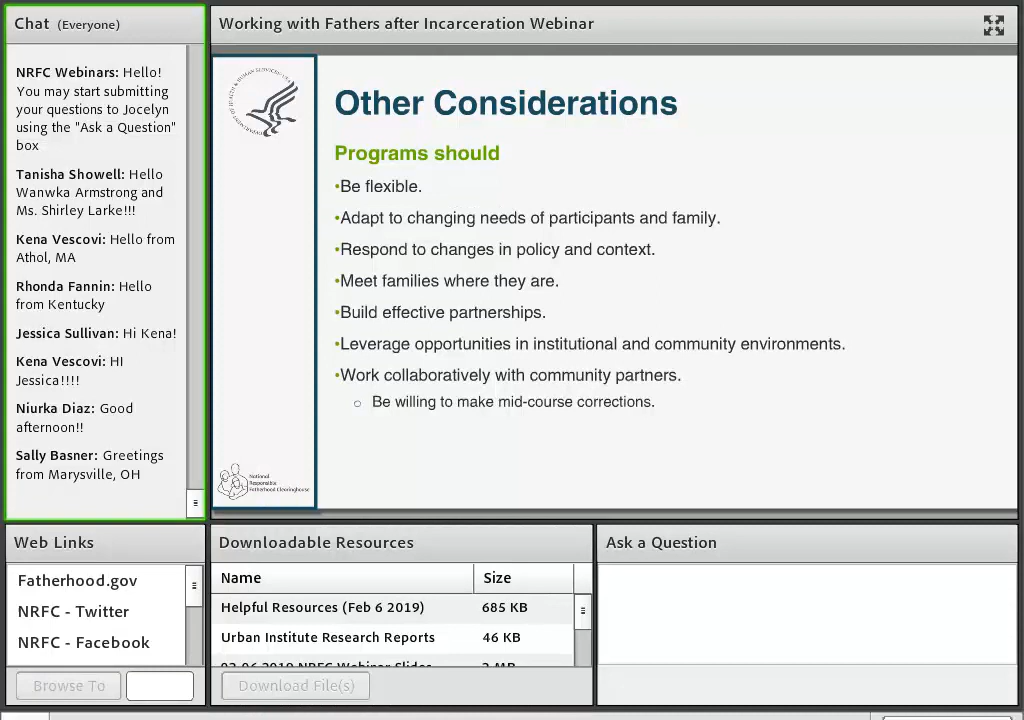 Chat (Everyone)
NRFC Webinars: Hello!
You may start submitting
your questions to Jocelyn
using the "Ask a Question"
box
Tanisha Showell: Hello
Wanwka Armstrong and
Ms. Shirley Larke!!!
Kena Vescovi: Hello from
Athol, MA
Rhonda Fannin: Hello
from Kentucky
Jessica Sullivan: Hi Kena!
Kena Vescovi: HI
Jessica!!!!
Niurka Diaz: Good
afternoon!!
Sally Basner: Greetings
from Marysville, OH
Working with Fathers after Incarceration Webinar
Other Considerations
Programs should
•Be flexible.
•Adapt to changing needs of participants and family.
•Respond to changes in policy and context.
•Meet families where they are.
•Build effective partnerships.
•Leverage opportunities in institutional and community environments.
•Work collaboratively with community partners.
○ Be willing to make mid-course corrections.
National
Responsible
Fatherhood Clearinghouse
Web Links
Fatherhood.gov
NRFC - Twitter
NRFC - Facebook
Browse To
Downloadable Resources
Name Size
Helpful Resources (Feb 6 2019) 685 KB
Urban Institute Research Reports 46 KB
Download File(s)
Ask a Question